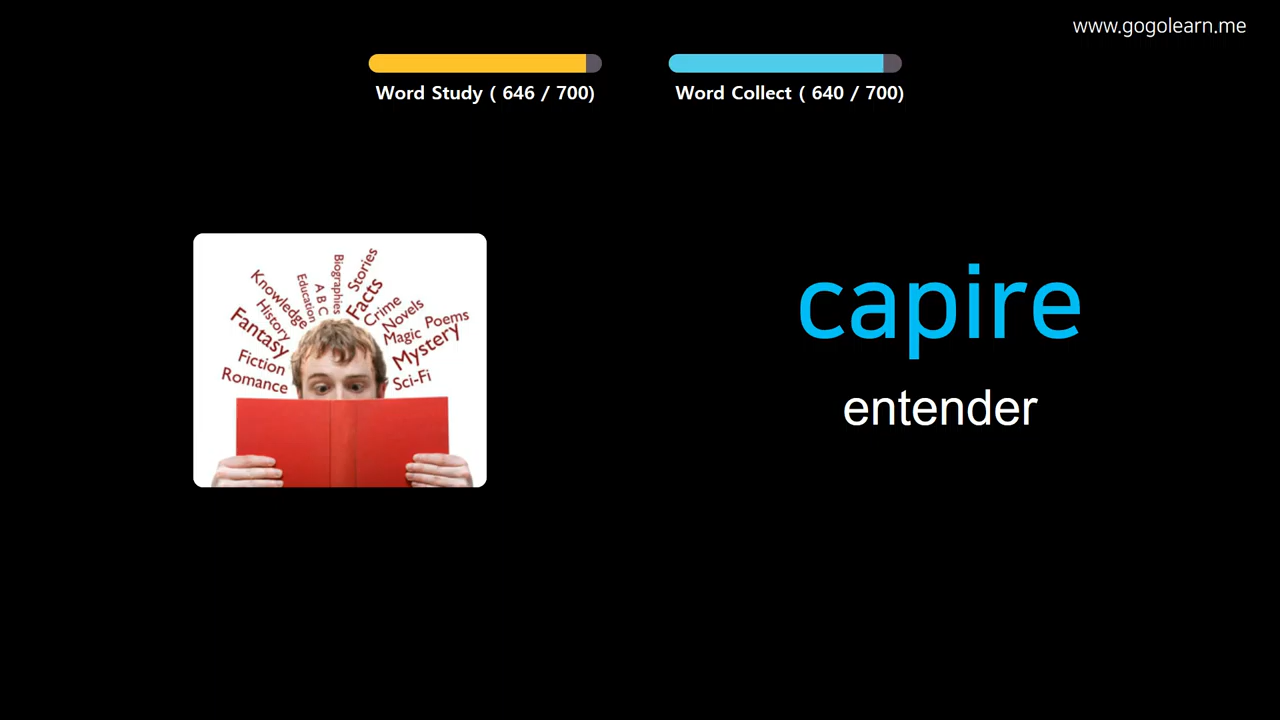 www.gogolearn.me
Word Study ( 646 / 700)
Word Collect ( 640 / 700)
Knowledge
History
Fantasy
Fiction
Romance
Education
A B C
Biographies
Stories
Facts
Crime
Novels
Magic
Poems
Mystery
Sci-Fi
capire
entender